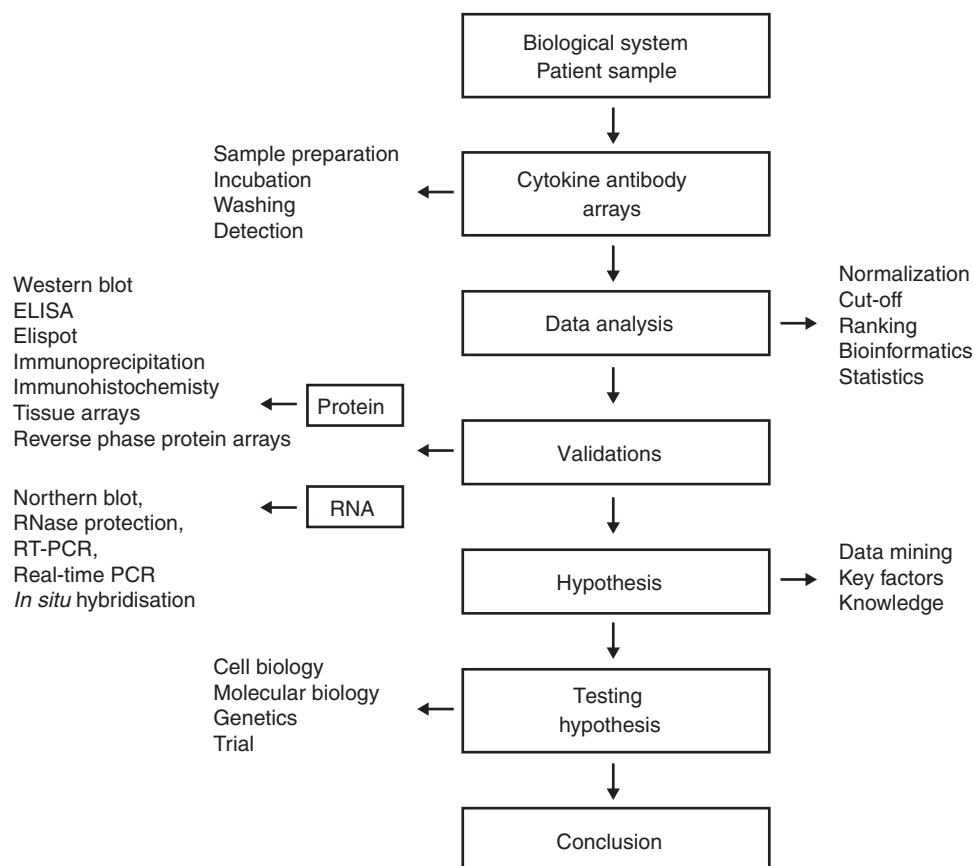 Biological system
Patient sample
Sample preparation
Incubation
Washing
Detection
Cytokine antibody
arrays
Western blot
ELISA
Elispot
Immunoprecipitation
Immunohistochemisty
Tissue arrays
Reverse phase protein arrays
Protein
Data analysis
Normalization
Cut-off
Ranking
Bioinformatics
Statistics
Validations
Northern blot,
RNase protection,
RT-PCR,
Real-time PCR
In situ hybridisation
RNA
Hypothesis
Data mining
Key factors
Knowledge
Cell biology
Molecular biology
Genetics
Trial
Testing
hypothesis
Conclusion